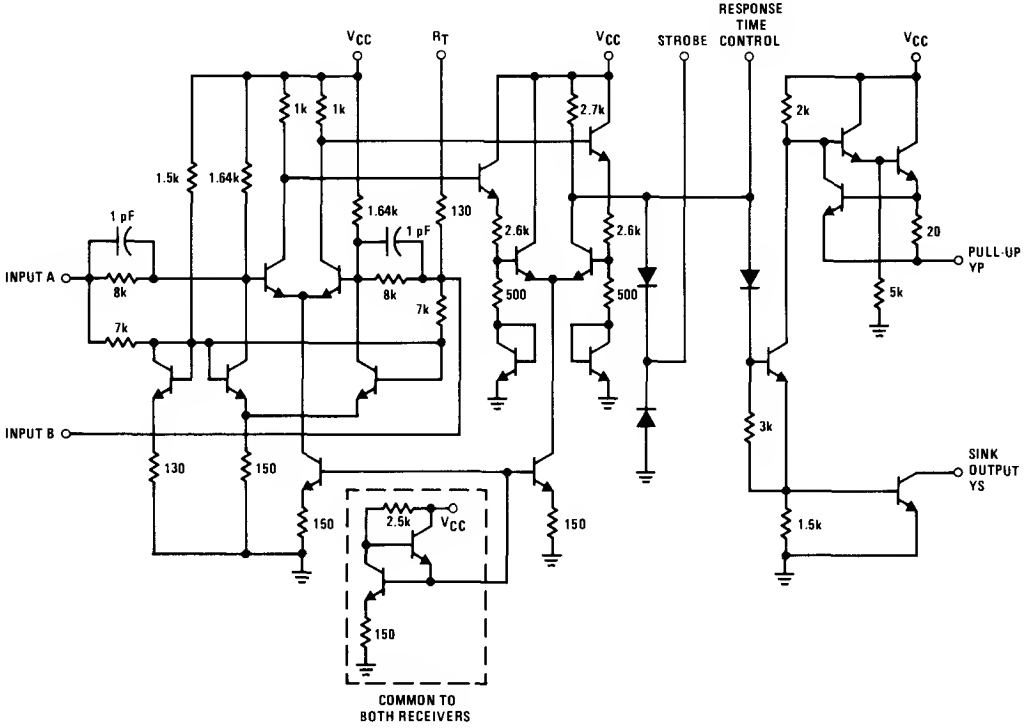 RESPONSE
TIME
CONTROL
VCC
RT
VCC
STROBE
VCC
1k
1k
2.7k
2k
1.5k
1.64k
1.64k
130
2.6k
2.6k
20
1 pF
1 pF
INPUT A
8k
8k
PULL-UP
YP
7k
7k
500
500
5k
INPUT B
3k
130
150
SINK
OUTPUT
YS
150
2.5k
VCC
150
1.5k
150
COMMON TO
BOTH RECEIVERS